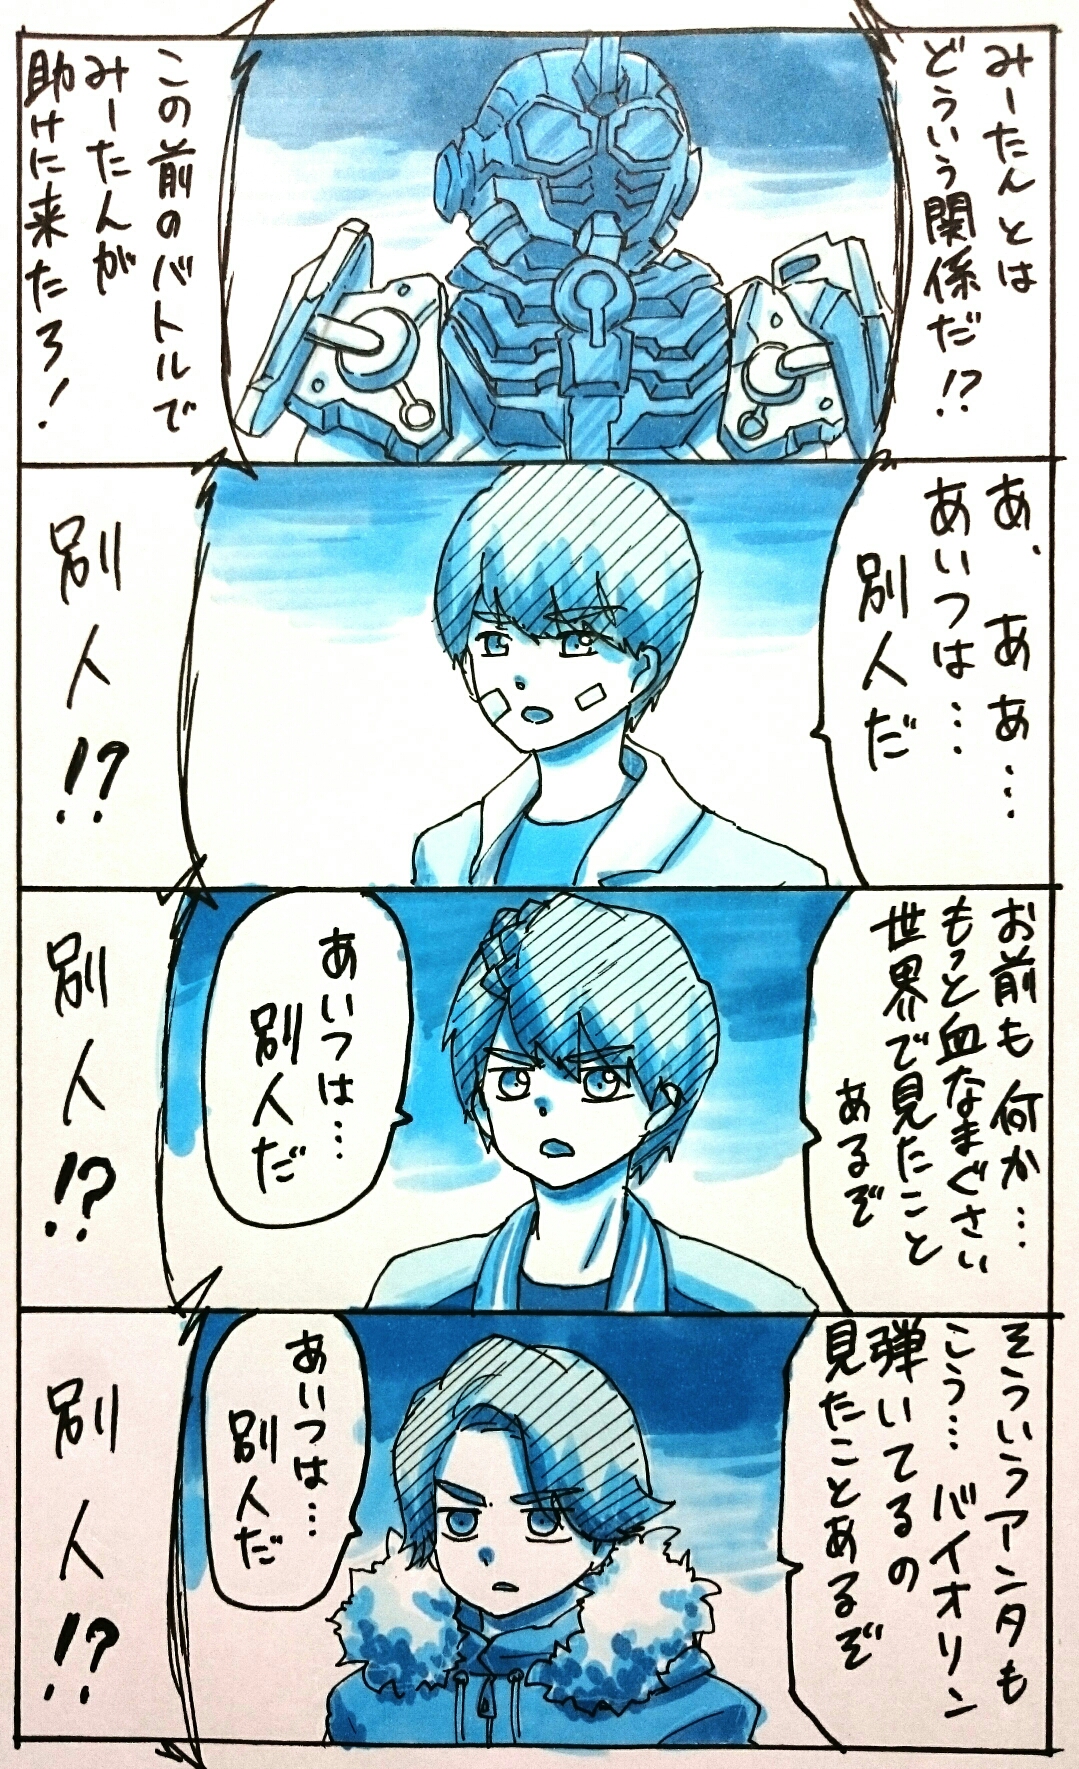 みーたんとは
どういう関係だ!?
この前のバトルで
みーたんが
助けに来たろ!
あ、ああ…
あいつは…
別人だ
別人!?
お前も何か…
もっと血なまぐさい
世界で見たこと
あるぞ
あいつは…
別人だ
別人!?
そういうアンタも
こう…バイオリン
弾いてるの
見たことあるぞ
あいつは…
別人だ
別人!?